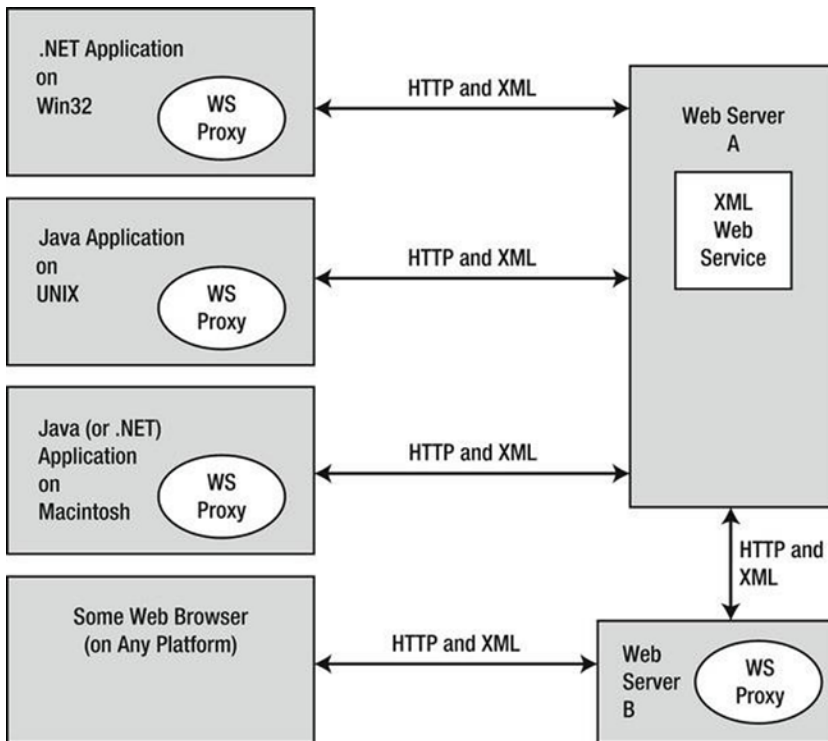 .NET Application
on
Win32
WS
Proxy
HTTP and XML
Web Server
A
XML
Web
Service
Java Application
on
UNIX
WS
Proxy
HTTP and XML
Java (or .NET)
Application
on
Macintosh
WS
Proxy
HTTP and XML
HTTP and
XML
Some Web Browser
(on Any Platform)
HTTP and XML
Web
Server
B
WS
Proxy